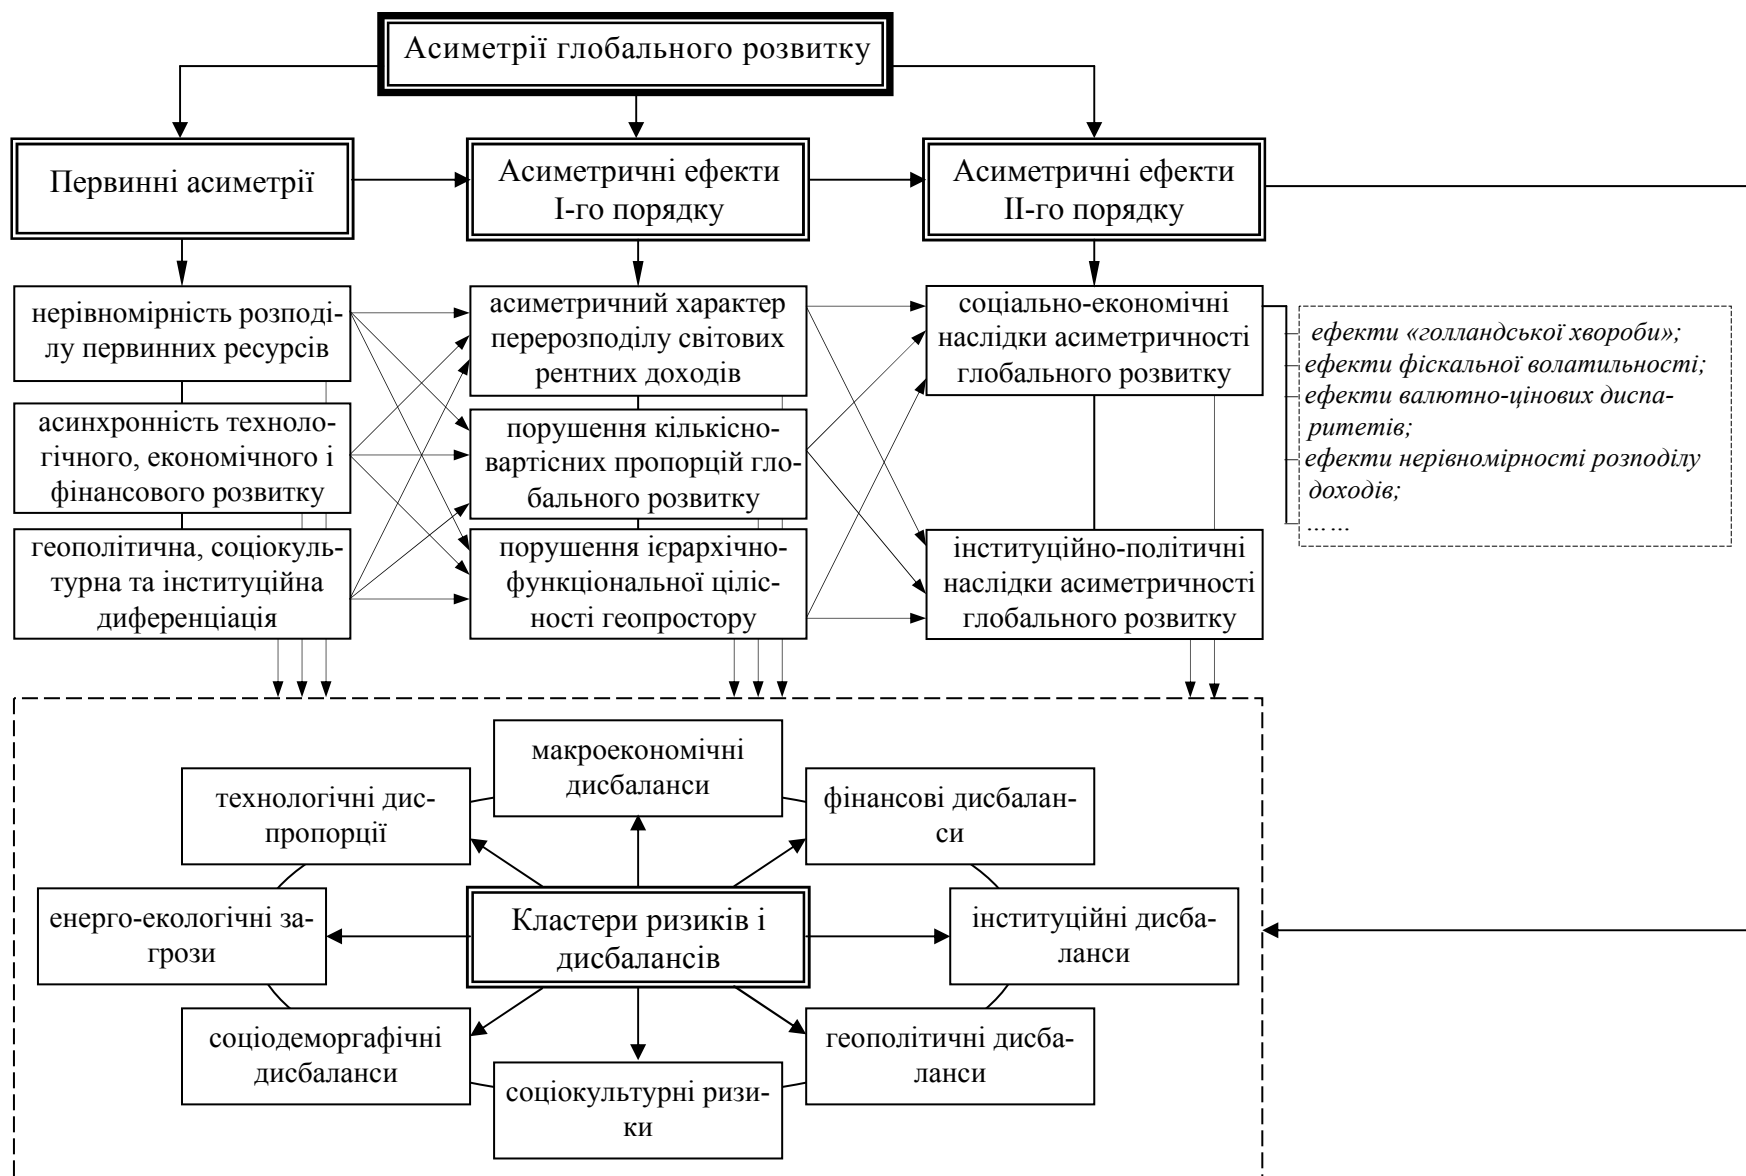 Асиметрії глобального розвитку
Первинні асиметрії
Асиметричні ефекти
І-го порядку
Асиметричні ефекти
ІІ-го порядку
нерівномірність розподі-
лу первинних ресурсів
асинхронність техноло-
гічного, економічного і
фінансового розвитку
геополітична, соціокуль-
турна та інституційна
диференціація
асиметричний характер
перерозподілу світових
рентних доходів
порушення кількісно-
вартісних пропорцій гло-
бального розвитку
порушення ієрархічно-
функціональної ціліс-
ності геопростору
соціально-економічні
наслідки асиметричності
глобального розвитку
інституційно-політичні
наслідки асиметричності
глобального розвитку
ефекти «голландської хвороби»;
ефекти фіскальної волатильності;
ефекти валютно-цінових диспа-
ритетів;
ефекти нерівномірності розподілу
доходів;
… …
макроекономічні
дисбаланси
технологічні дис-
пропорції
фінансові дисбалан-
си
енерго-екологічні за-
грози
Кластери ризиків і
дисбалансів
інституційні дисба-
ланси
соціодеморгафічні
дисбаланси
геополітичні дисба-
ланси
соціокультурні ризи-
ки